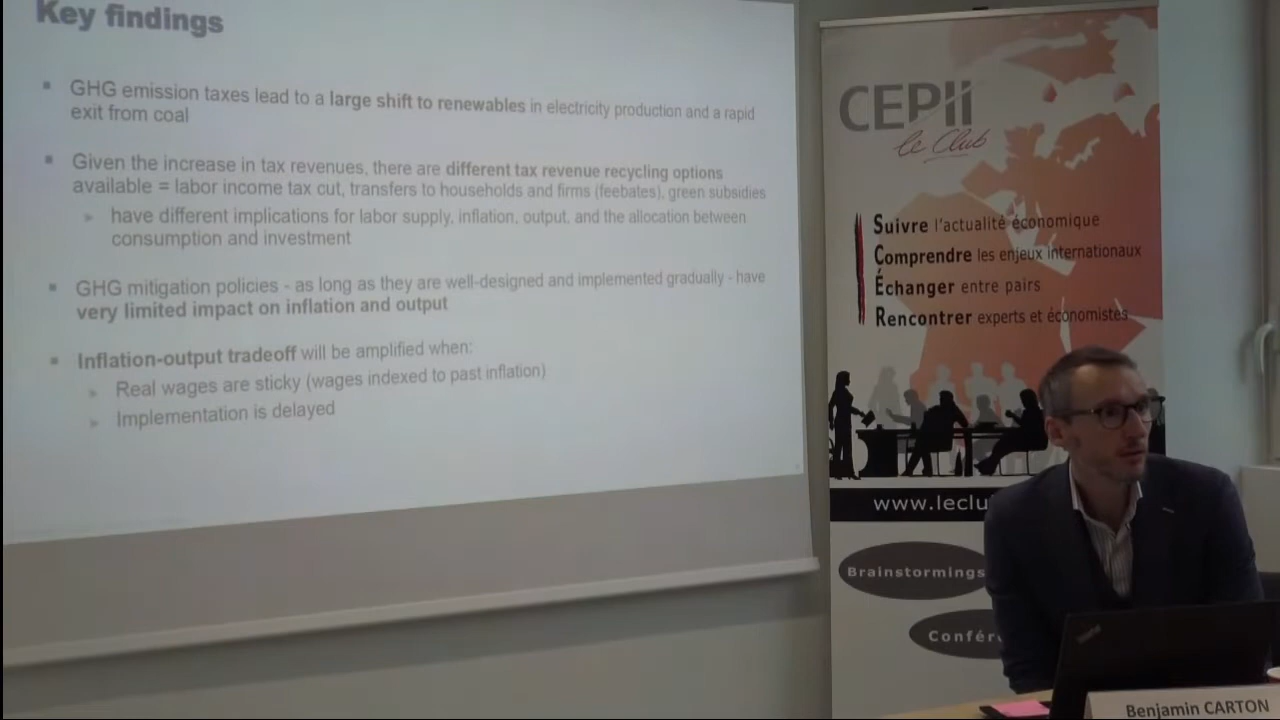 Key findings
GHG emission taxes lead to a large shift to renewables in electricity production and a rapid
exit from coal
Given the increase in tax revenues, there are different tax revenue recycling options
available = labor income tax cut, transfers to households and firms (feebates), green subsidies
have different implications for labor supply, inflation, output, and the allocation between
consumption and investment
GHG mitigation policies - as long as they are well-designed and implemented gradually - have
very limited impact on inflation and output
Inflation-output tradeoff will be amplified when:
Real wages are sticky (wages indexed to past inflation)
Implementation is delayed
CEPII
le Club
Suivre l'actualité économique
Comprendre les enjeux internationaux
Échanger entre pairs
Rencontrer experts et économistes
www.leclu
Brainstormings
Confér
ThinkPad
Benjamin CARTON